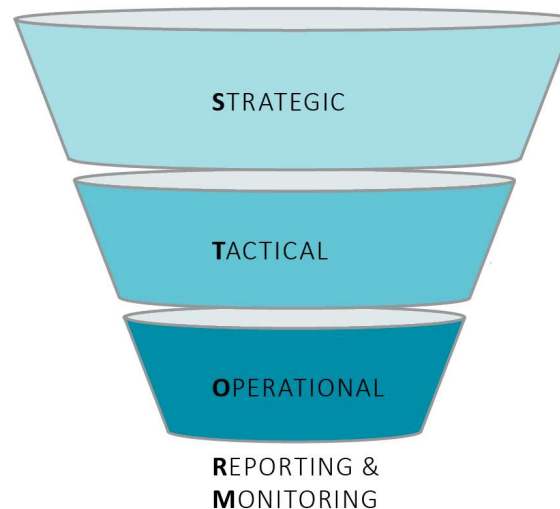 STRATEGIC
TACTICAL
OPERATIONAL
REPORTING &
MONITORING